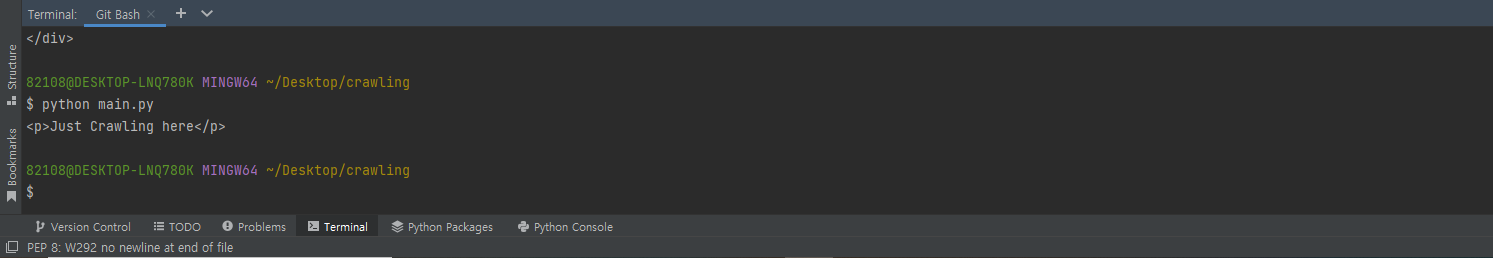 Terminal: Git Bash
</div>
82108@DESKTOP-LNQ780K MINGW64 ~/Desktop/crawling
$ python main.py
<p>Just Crawling here</p>
82108@DESKTOP-LNQ780K MINGW64 ~/Desktop/crawling
$
Structure
Bookmarks
Version Control TODO Problems Terminal Python Packages Python Console
PEP 8: W292 no newline at end of file